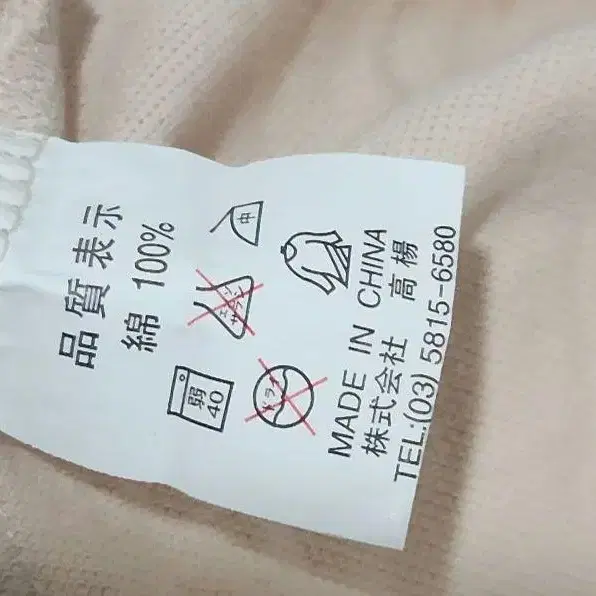 品質表示
綿 100%
弱
40
エンソ
サラシ
中
ドライ
MADE IN CHINA
株式会社 高楊
TEL:(03) 5815-6580